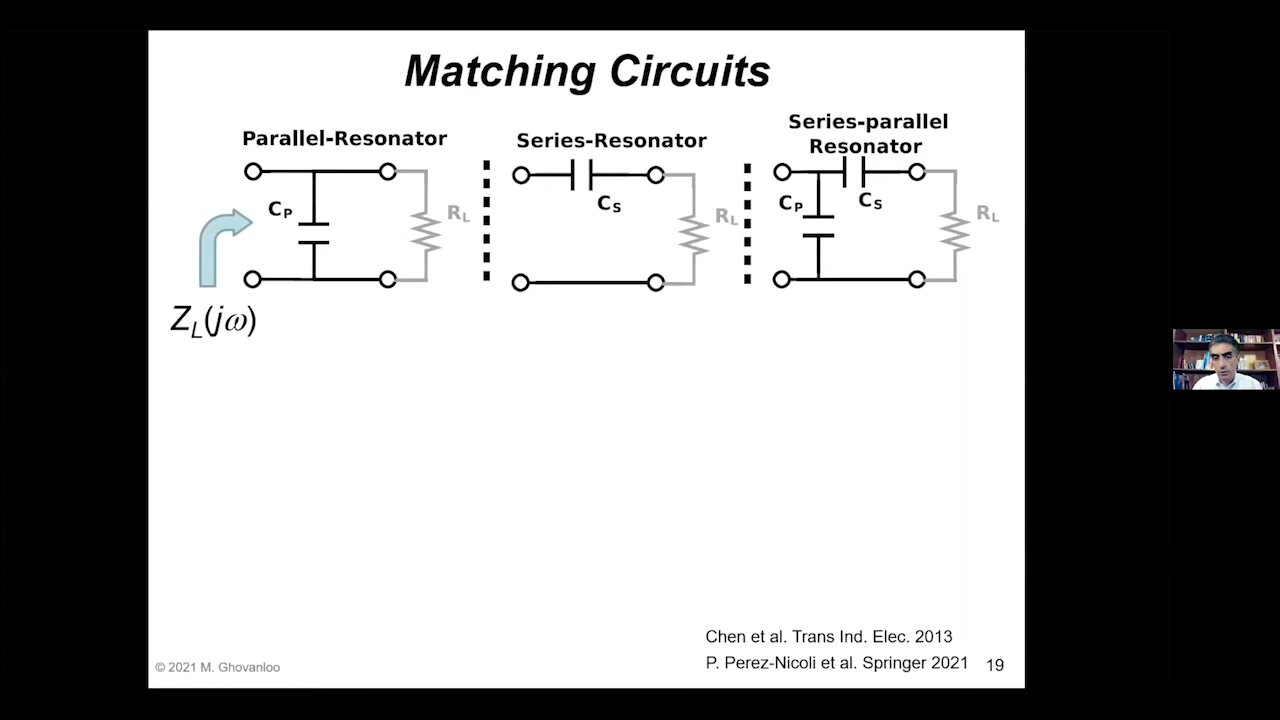 Matching Circuits
Parallel-Resonator
Series-Resonator
Series-parallel
Resonator
C_P
R_L
C_S
R_L
C_P
C_S
R_L
Z_L(jω)
Chen et al. Trans Ind. Elec. 2013
P. Perez-Nicoli et al. Springer 2021
19
© 2021 M. Ghovanloo